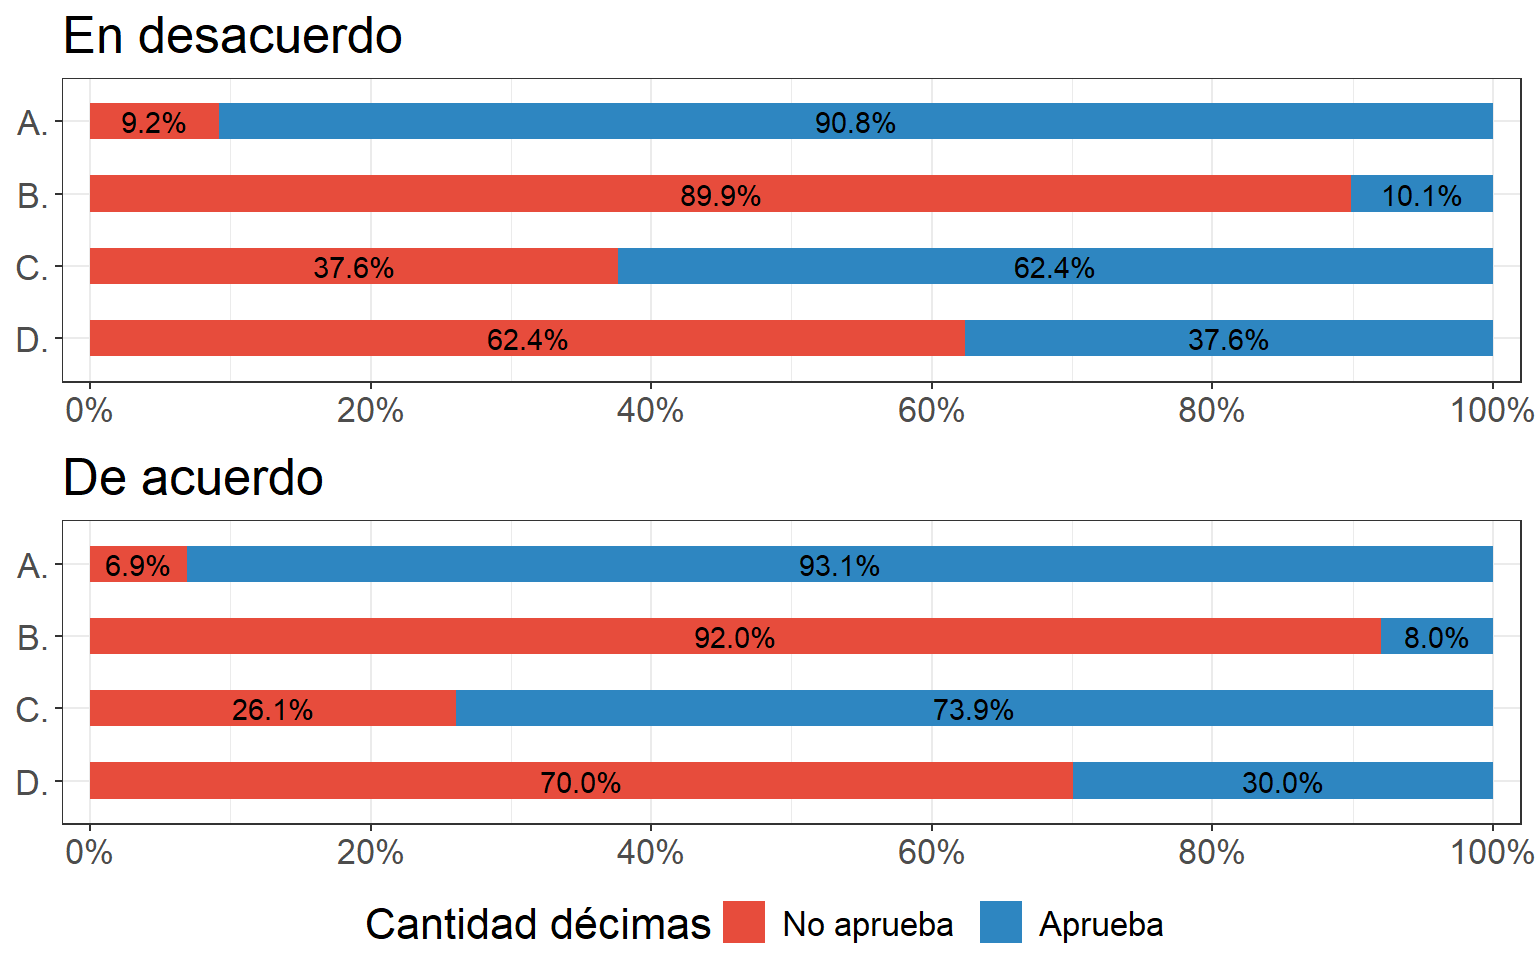 En desacuerdo
A. 9.2% 90.8%
B. 89.9% 10.1%
C. 37.6% 62.4%
D. 62.4% 37.6%
0% 20% 40% 60% 80% 100%
De acuerdo
A. 6.9% 93.1%
B. 92.0% 8.0%
C. 26.1% 73.9%
D. 70.0% 30.0%
0% 20% 40% 60% 80% 100%
Cantidad décimas No aprueba Aprueba